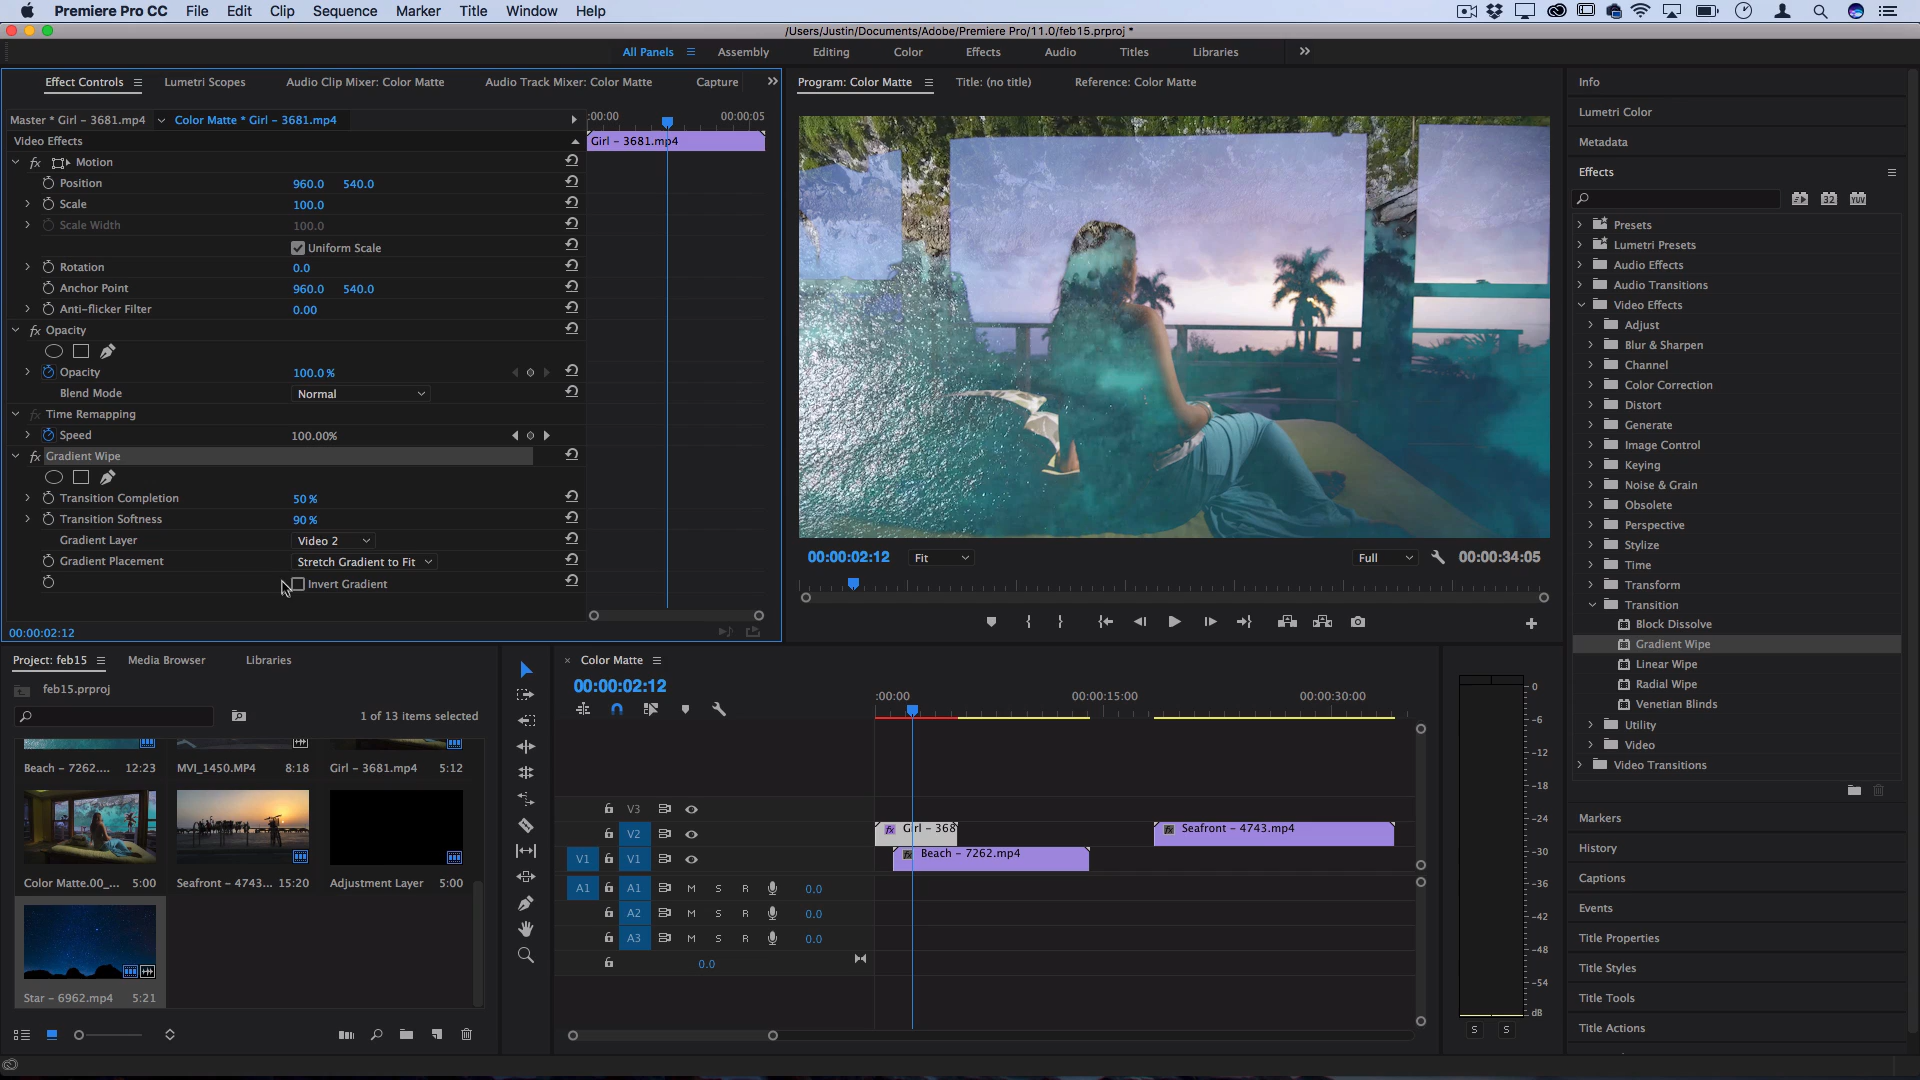 Premiere Pro CC File Edit Clip Sequence Marker Title Window Help
/Users/Justin/Documents/Adobe/Premiere Pro/11.0/feb15.prproj *
All Panels Assembly Editing Color Effects Audio Titles Libraries
Effect Controls Lumetri Scopes Audio Clip Mixer: Color Matte Audio Track Mixer: Color Matte Capture
Master * Girl - 3681.mp4 Color Matte * Girl - 3681.mp4
:00:00 00:00:05
Video Effects
Girl - 3681.mp4
fx Motion
Position 960.0 540.0
Scale 100.0
Scale Width 100.0
Uniform Scale
Rotation 0.0
Anchor Point 960.0 540.0
Anti-flicker Filter 0.00
fx Opacity
Opacity 100.0 %
Blend Mode Normal
fx Time Remapping
Speed 100.00%
fx Gradient Wipe
Transition Completion 50 %
Transition Softness 90 %
Gradient Layer Video 2
Gradient Placement Stretch Gradient to Fit
Invert Gradient
00:00:02:12
Program: Color Matte Title: (no title) Reference: Color Matte
00:00:02:12 Fit Full 00:00:34:05
Info
Lumetri Color
Metadata
Effects
32 YUV
Presets
Lumetri Presets
Audio Effects
Audio Transitions
Video Effects
Adjust
Blur & Sharpen
Channel
Color Correction
Distort
Generate
Image Control
Keying
Noise & Grain
Obsolete
Perspective
Stylize
Time
Transform
Transition
Block Dissolve
Gradient Wipe
Linear Wipe
Radial Wipe
Venetian Blinds
Utility
Video
Video Transitions
Markers
History
Captions
Events
Title Properties
Title Styles
Title Tools
Title Actions
Project: feb15 Media Browser Libraries
feb15.prproj
1 of 13 items selected
Beach - 7262.... 12:23 MVI_1450.MP4 8:18 Girl - 3681.mp4 5:12
Color Matte.00_... 5:00 Seafront - 4743... 15:20 Adjustment Layer 5:00
Star - 6962.mp4 5:21
× Color Matte
00:00:02:12
:00:00 00:00:15:00 00:00:30:00
V3
V2 fx Girl - 368 fx Seafront - 4743.mp4
V1 V1 fx Beach - 7262.mp4
A1 A1 M S R 0.0
A2 M S R 0.0
A3 M S R 0.0
0.0
0
-6
-12
-18
-24
-30
-36
-42
-48
-54
dB
S S